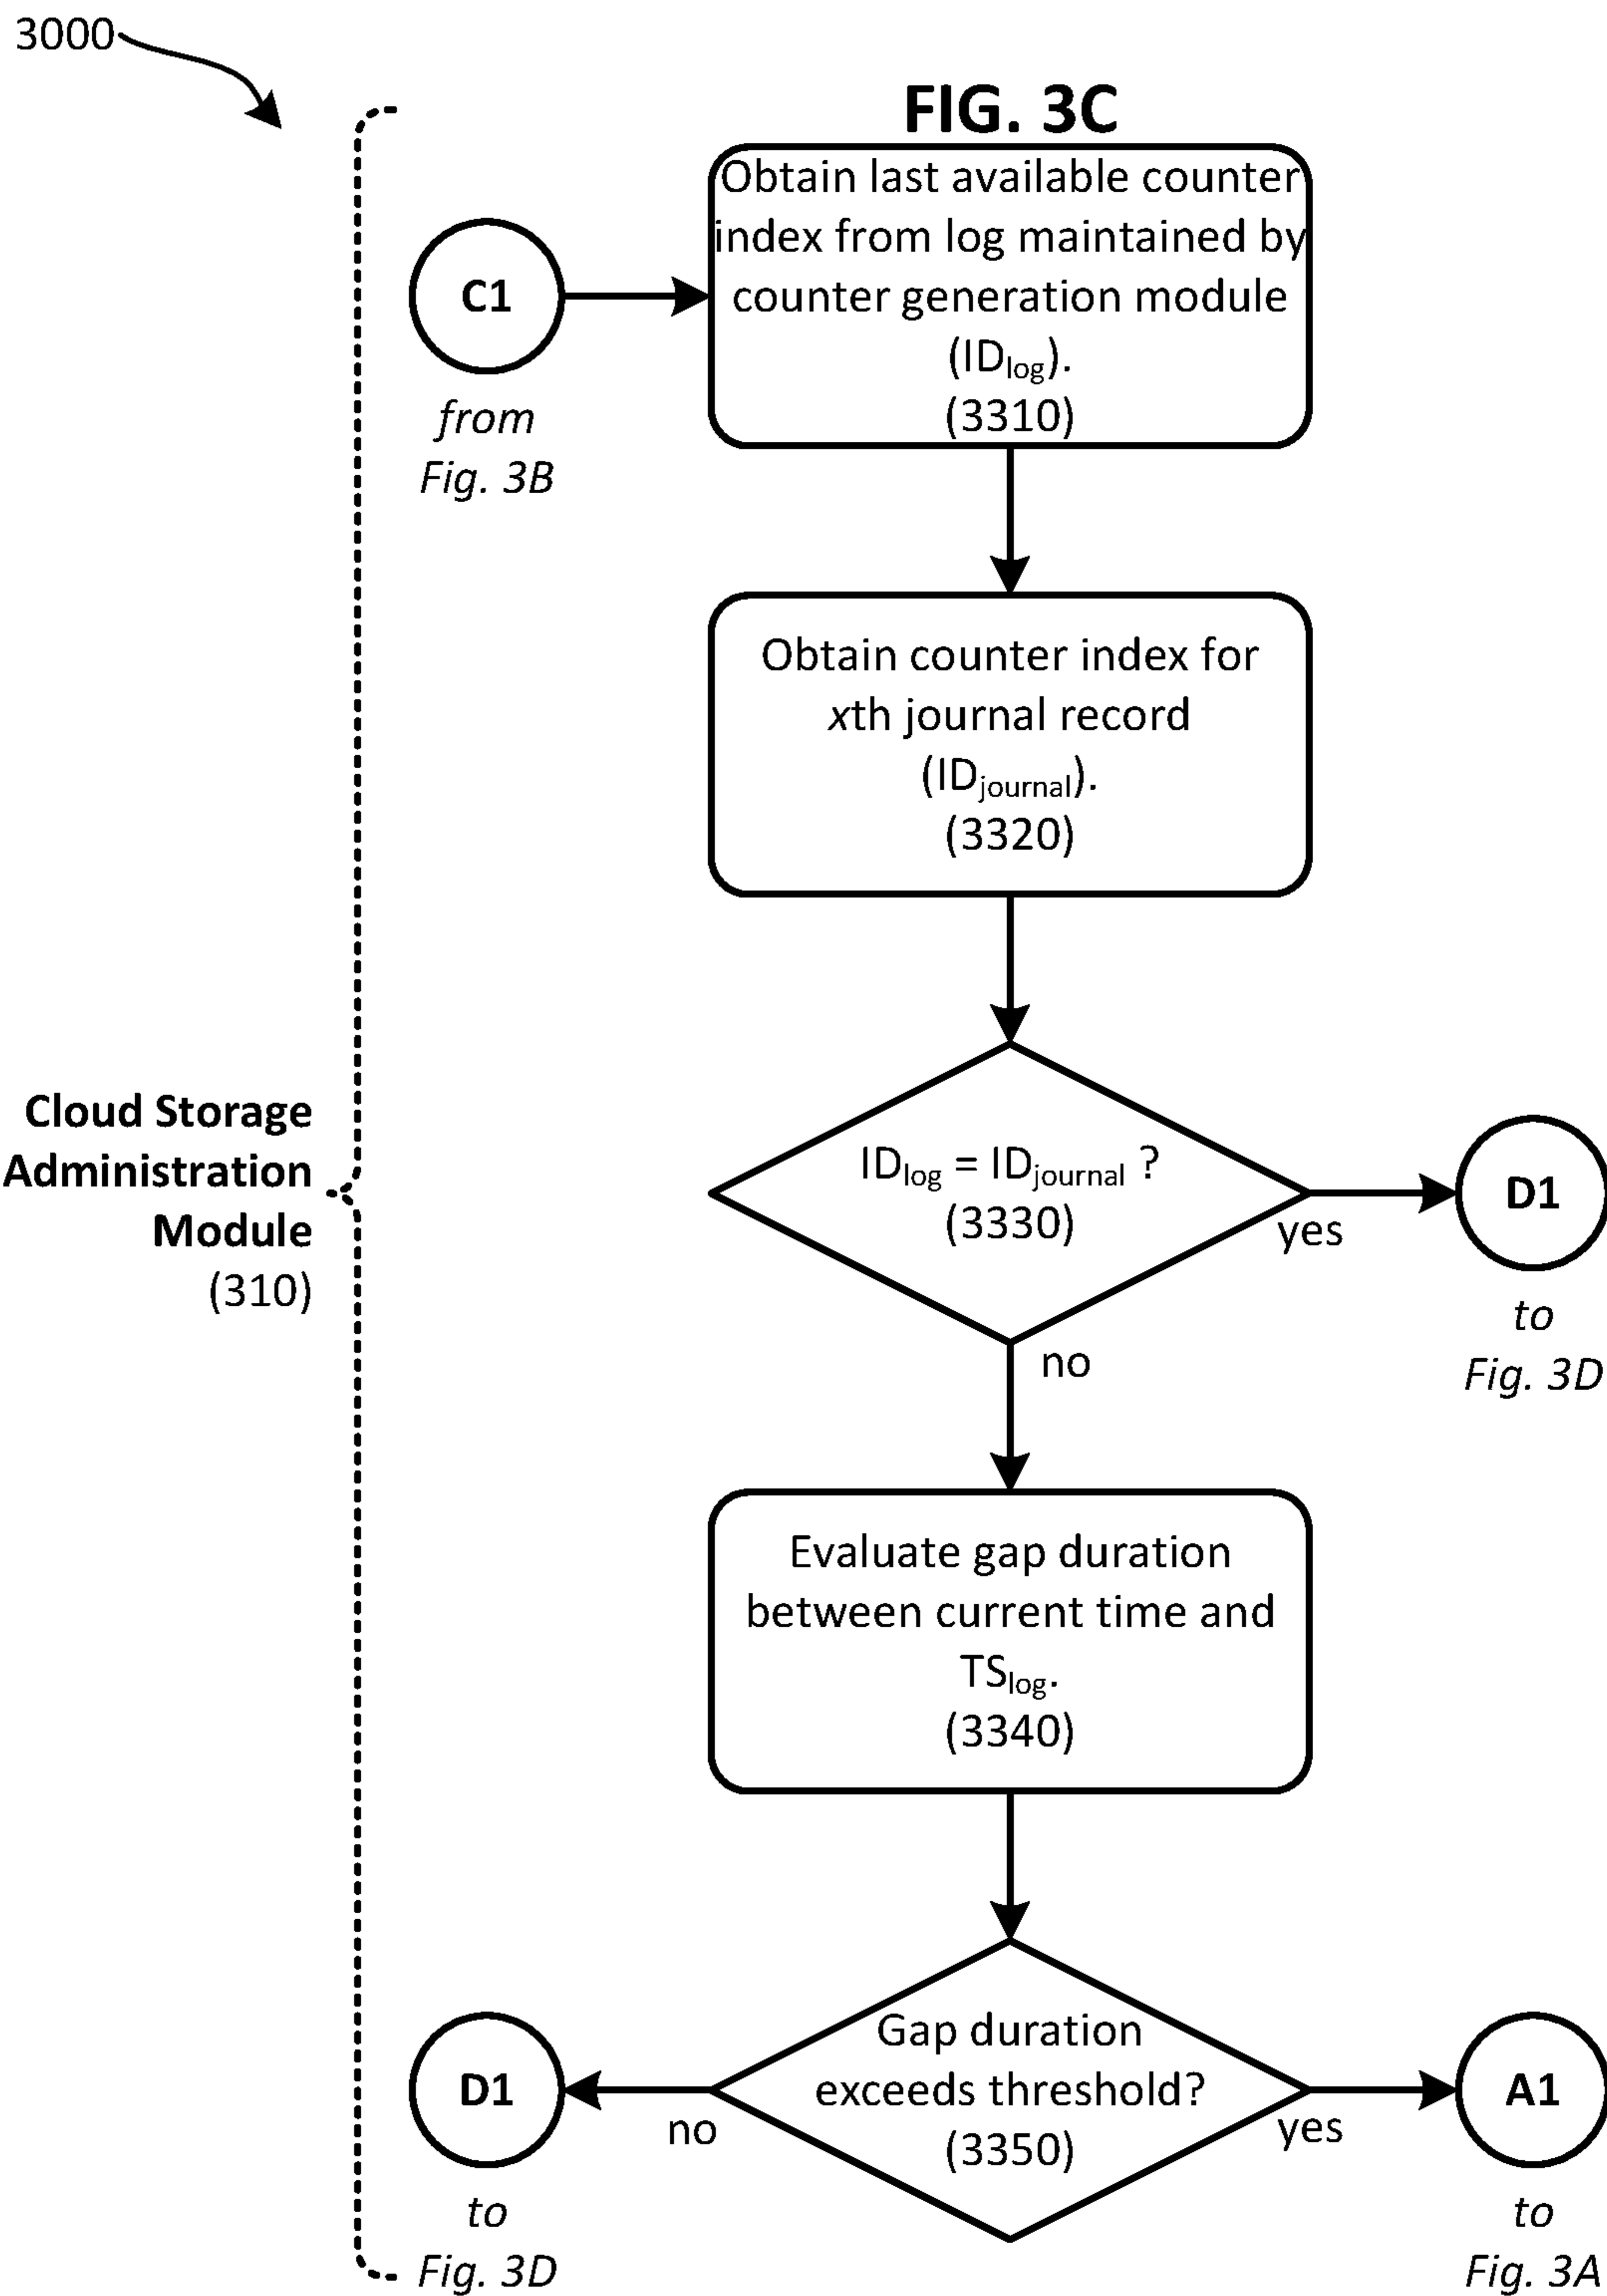 3000
FIG. 3C
Obtain last available counter
index from log maintained by
counter generation module
(IDlog).
(3310)
C1
from
Fig. 3B
Obtain counter index for
xth journal record
(IDjournal).
(3320)
Cloud Storage
Administration
Module
(310)
IDlog = IDjournal ?
(3330)
yes
D1
to
Fig. 3D
no
Evaluate gap duration
between current time and
TSlog.
(3340)
Gap duration
exceeds threshold?
(3350)
no
D1
to
Fig. 3D
yes
A1
to
Fig. 3A